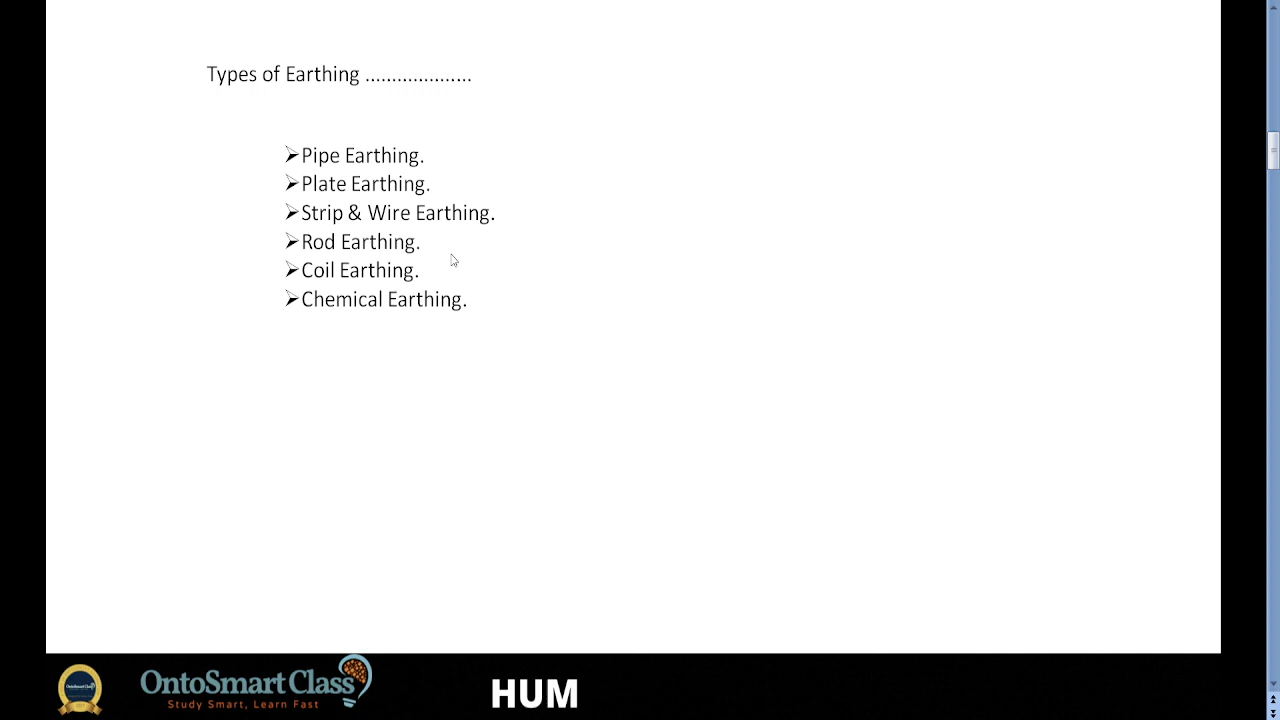 Types of Earthing ....................
➢Pipe Earthing.
➢Plate Earthing.
➢Strip & Wire Earthing.
➢Rod Earthing.
➢Coil Earthing.
➢Chemical Earthing.
OntoSmart Class
Study Smart, Learn Fast
HUM